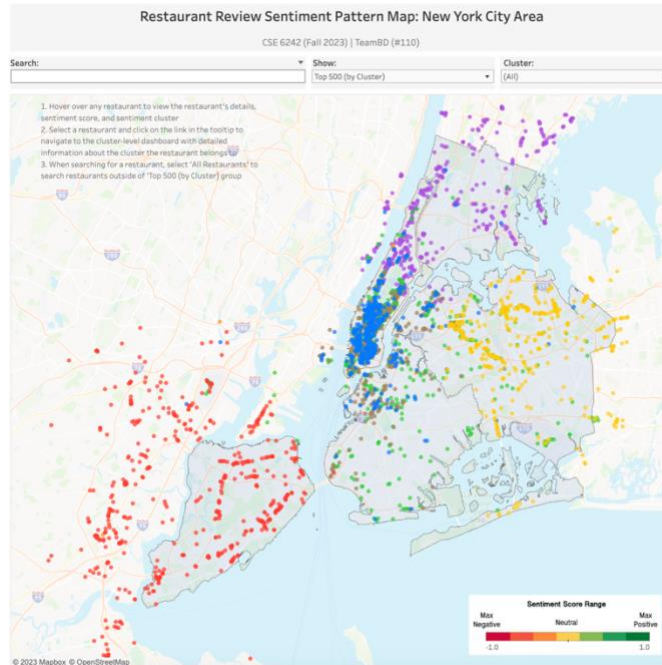 Restaurant Review Sentiment Pattern Map: New York City Area
CSE 6242 (Fall 2023) | TeamBD (#110)
Search:
Show:
Cluster:
Top 500 (by Cluster)
(All)
1. Hover over any restaurant to view the restaurant's details,
sentiment score, and sentiment cluster
2. Select a restaurant and click on the link in the tooltip to
navigate to the cluster-level dashboard with detailed
information about the cluster the restaurant belongs
3. When searching for a restaurant, select 'All Restaurants' to
search restaurants outside of 'Top 500 (by Cluster) group
Sentiment Score Range
Max Negative
Neutral
Max Positive
-1.0
1.0
© 2023 Mapbox © OpenStreetMap